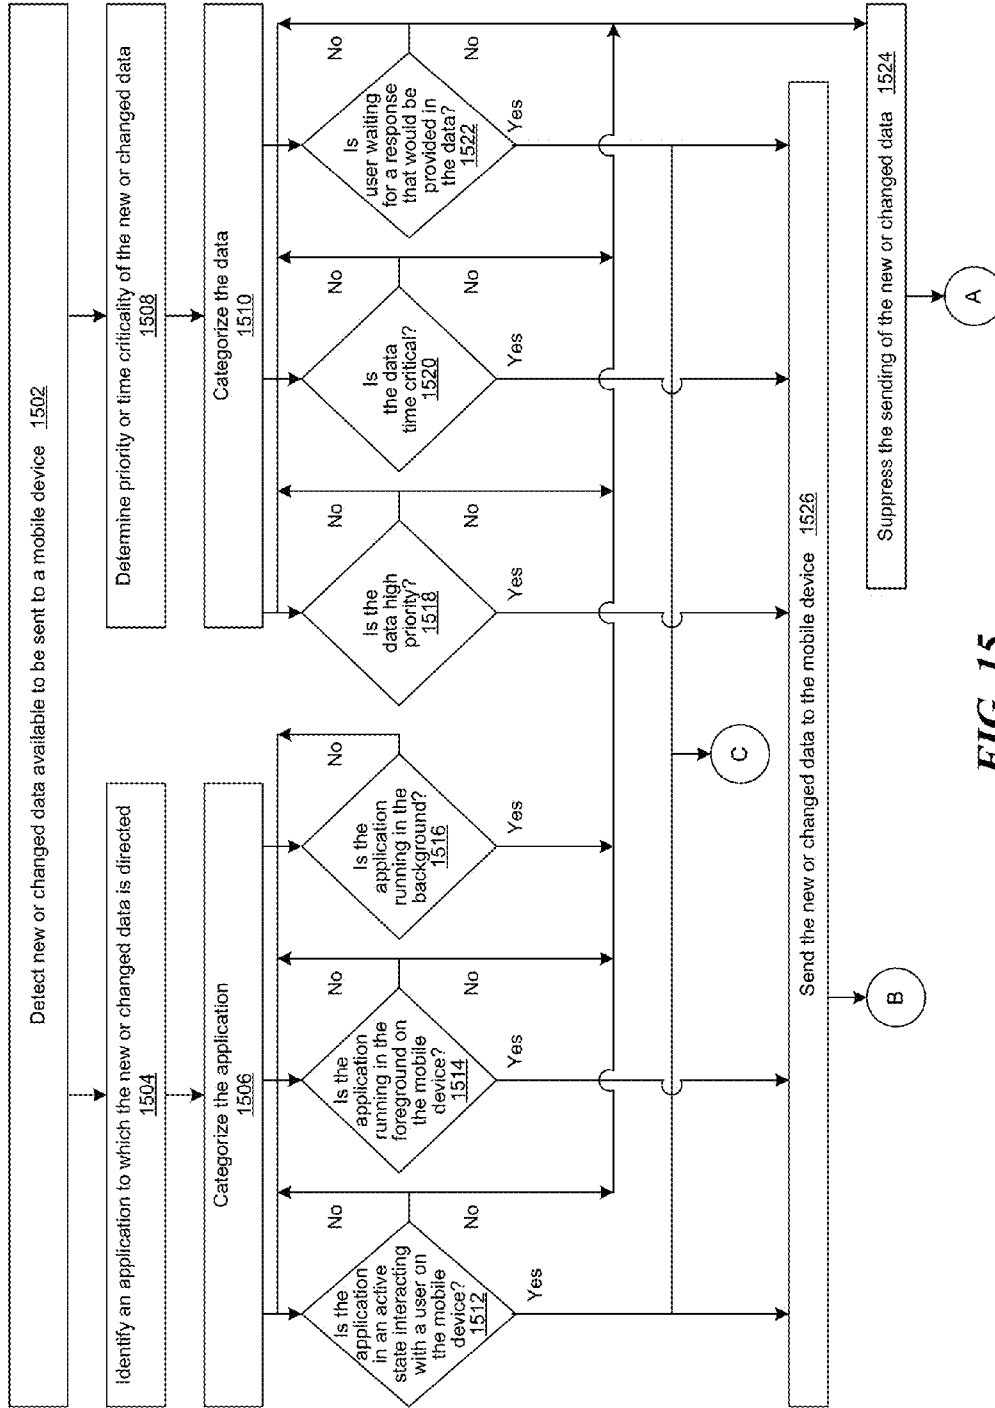 Detect new or changed data available to be sent to a mobile device 1502
Identify an application to which the new or changed data is directed
1504
Determine priority or time criticality of the new or changed data
1508
Categorize the application
1506
Categorize the data
1510
Is the
application
in an active
state interacting
with a user on
the mobile
device?
1512
No
No
Yes
Is the
application
running in the
foreground on
the mobile
device?
1514
No
No
Yes
Is the
application
running in the
background?
1516
No
Yes
Is the
data high
priority?
1518
No
No
Yes
Is
the data
time critical?
1520
No
No
Yes
Is
user waiting
for a response
that would be
provided in
the data?
1522
No
No
Yes
C
Send the new or changed data to the mobile device 1526
B
Suppress the sending of the new or changed data 1524
A
FIG. 15